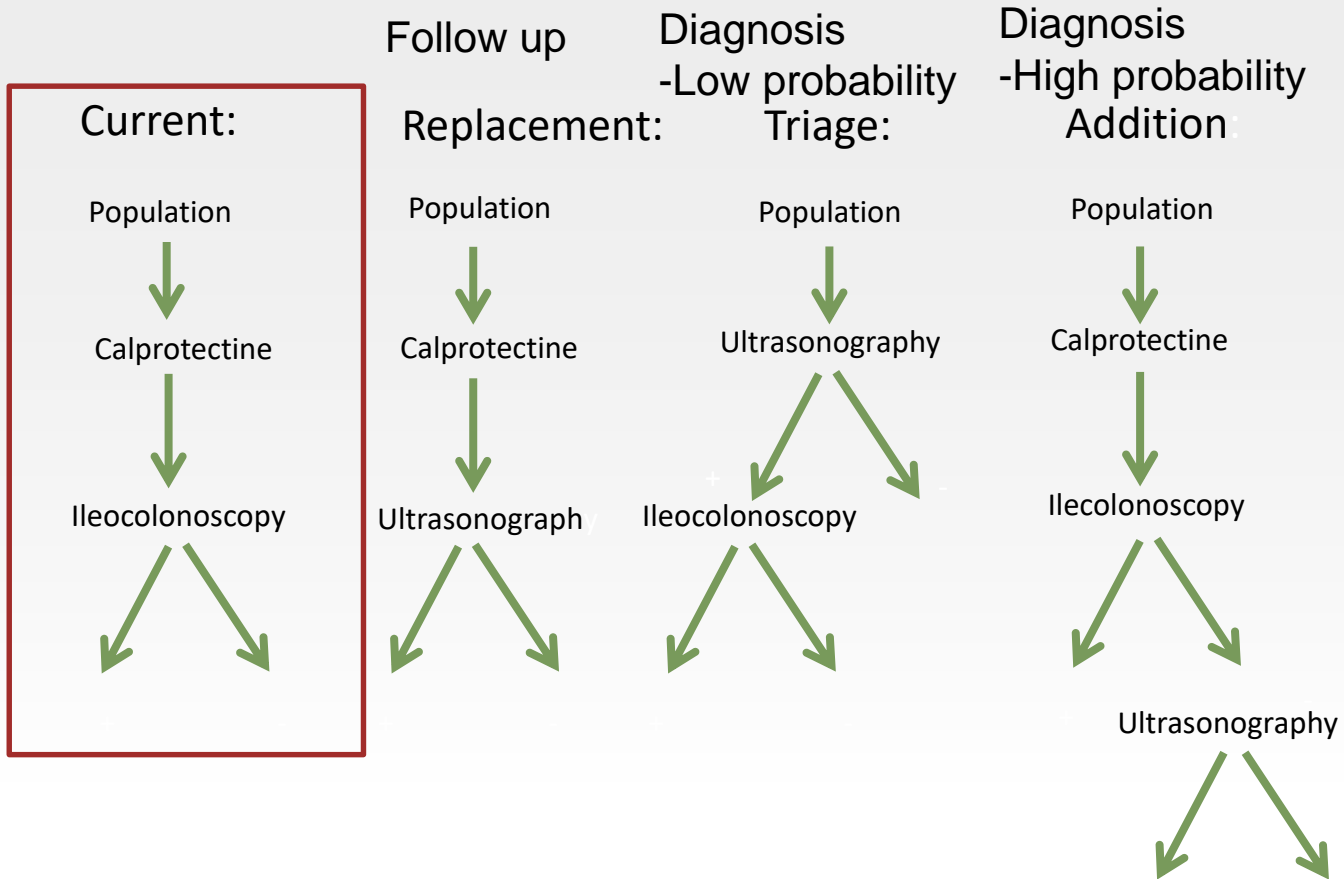 Current:
Population
Calprotectine
Ileocolonoscopy
Follow up
Replacement:
Population
Calprotectine
Ultrasonography
Diagnosis
-Low probability
Triage:
Population
Ultrasonography
+
-
Ileocolonoscopy
Diagnosis
-High probability
Addition:
Population
Calprotectine
Ilecolonoscopy
Ultrasonography